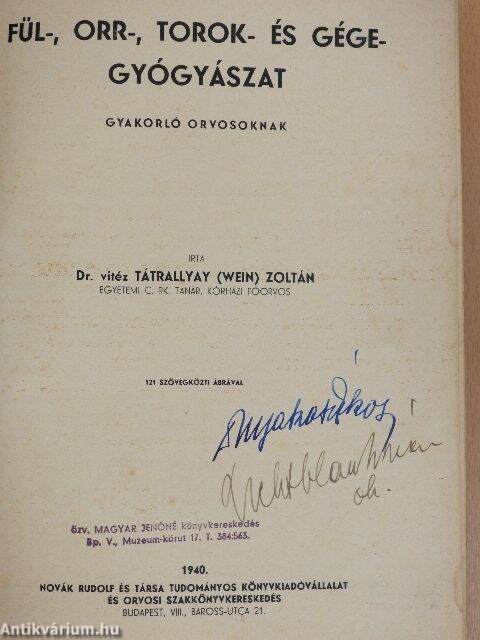 FÜL-, ORR-, TOROK- ÉS GÉGE-
GYÓGYÁSZAT
GYAKORLÓ ORVOSOKNAK
IRTA
Dr. vitéz TÁTRALLYAY (WEIN) ZOLTÁN
EGYETEMI C. RK. TANÁR, KÓRHÁZI FŐORVOS
121 SZÖVEGKÖZTI ÁBRÁVAL
özv. MAGYAR JENŐNÉ könyvkereskedés
Bp. V., Muzeum-körut 17. T. 384:563.
1940.
NOVÁK RUDOLF ÉS TÁRSA TUDOMÁNYOS KÖNYVKIADÓVÁLLALAT
ÉS ORVOSI SZAKKÖNYVKERESKEDÉS
BUDAPEST, VIII., BAROSS-UTCA 21.
Antikvárium.hu